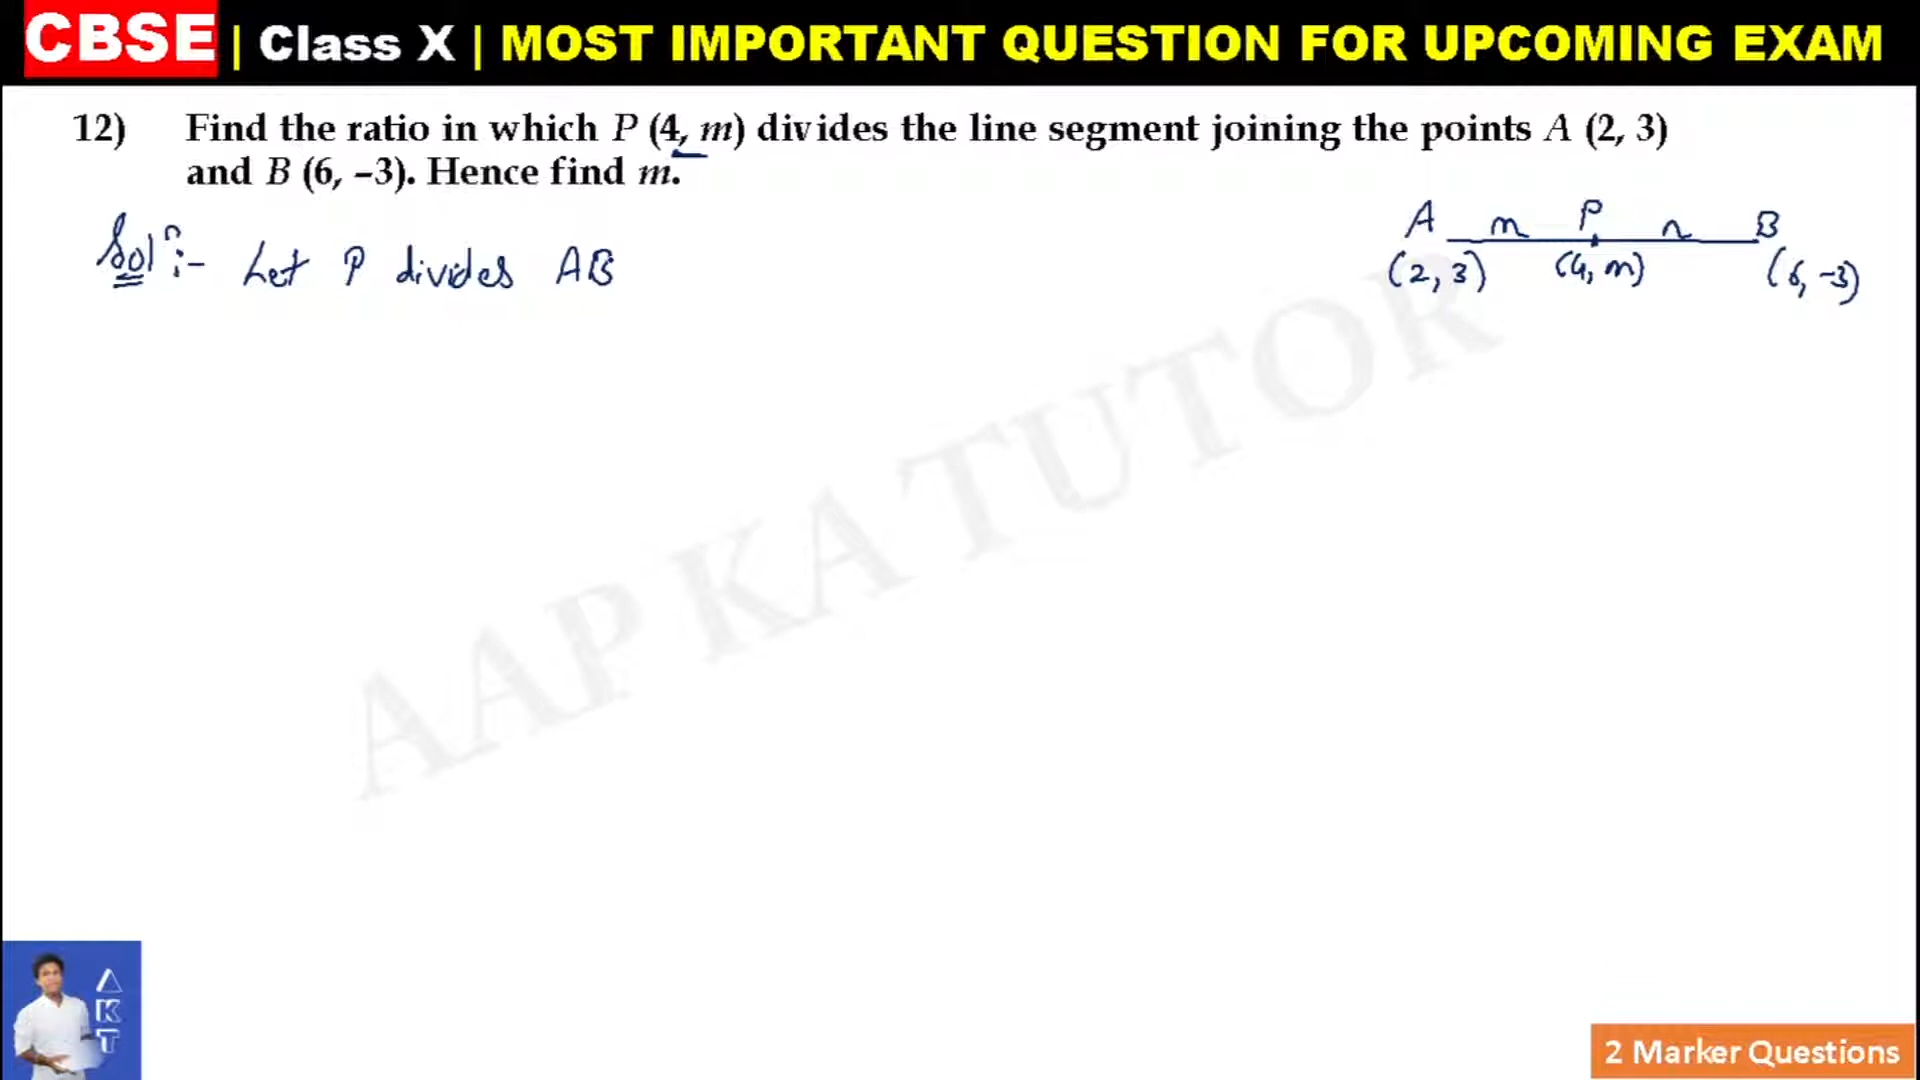 CBSE | Class X | MOST IMPORTANT QUESTION FOR UPCOMING EXAM
12) Find the ratio in which P (4, m) divides the line segment joining the points A (2, 3)
and B (6, –3). Hence find m.
A m P n B
Solⁿ:- Let P divides AB
(2, 3) (4, m) (6, -3)
AAP KA TUTOR
AKT
2 Marker Questions